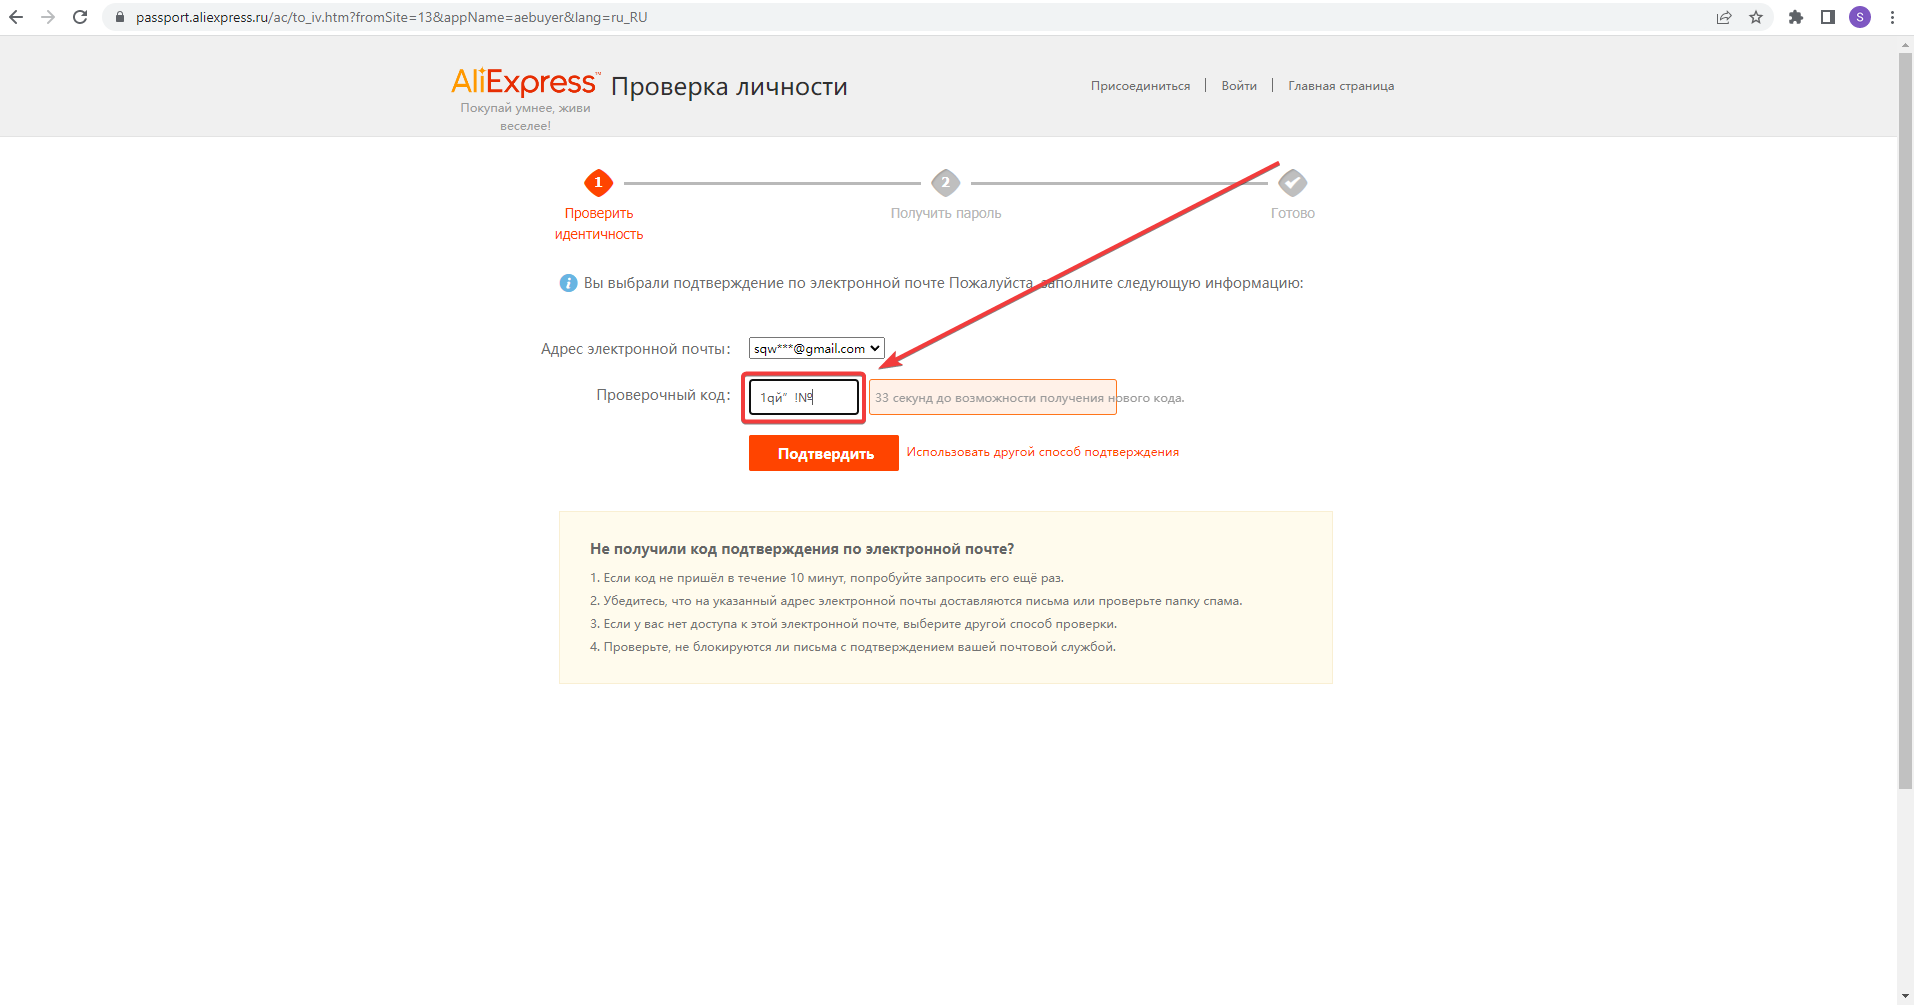 passport.aliexpress.ru/ac/to_iv.htm?fromSite=13&appName=aebuyer&lang=ru_RU
S
AliExpress™ Проверка личности
Присоединиться | Войти | Главная страница
Покупай умнее, живи
веселее!
1
2
Проверить
идентичность
Получить пароль
Готово
Вы выбрали подтверждение по электронной почте Пожалуйста, заполните следующую информацию:
Адрес электронной почты:
sqw***@gmail.com
Проверочный код:
1qй" !№
33 секунд до возможности получения нового кода.
Подтвердить
Использовать другой способ подтверждения
Не получили код подтверждения по электронной почте?
1. Если код не пришёл в течение 10 минут, попробуйте запросить его ещё раз.
2. Убедитесь, что на указанный адрес электронной почты доставляются письма или проверьте папку спама.
3. Если у вас нет доступа к этой электронной почте, выберите другой способ проверки.
4. Проверьте, не блокируются ли письма с подтверждением вашей почтовой службой.